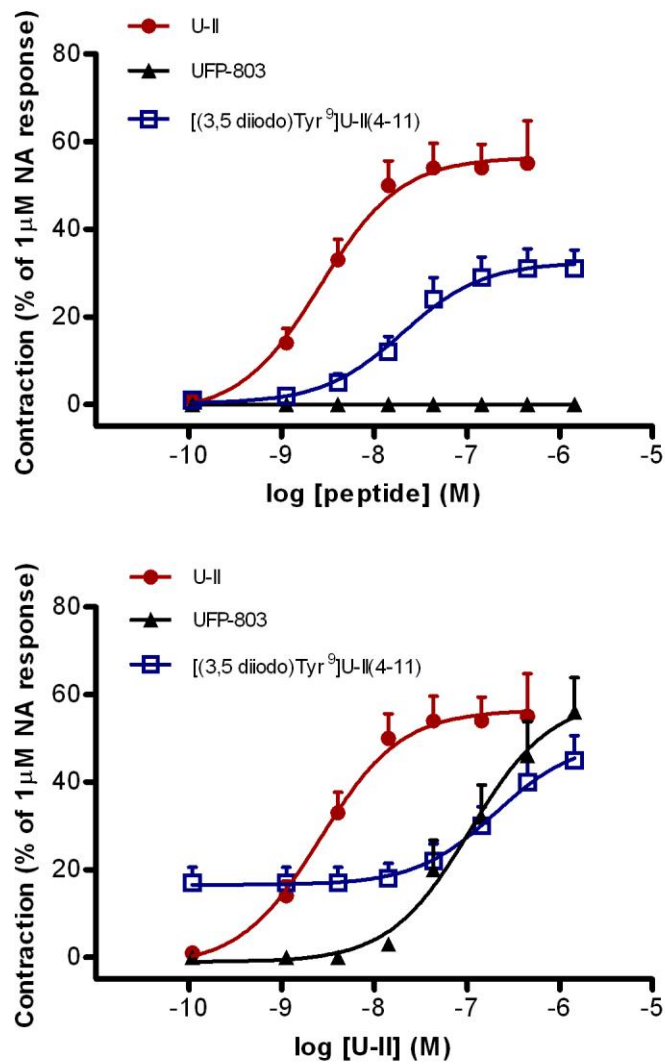 U-II
UFP-803
[(3,5 diiodo)Tyr⁹]U-II(4-11)
80
60
40
20
0
Contraction (% of 1μM NA response)
-10 -9 -8 -7 -6 -5
log [peptide] (M)
U-II
UFP-803
[(3,5 diiodo)Tyr⁹]U-II(4-11)
80
60
40
20
0
Contraction (% of 1μM NA response)
-10 -9 -8 -7 -6 -5
log [U-II] (M)